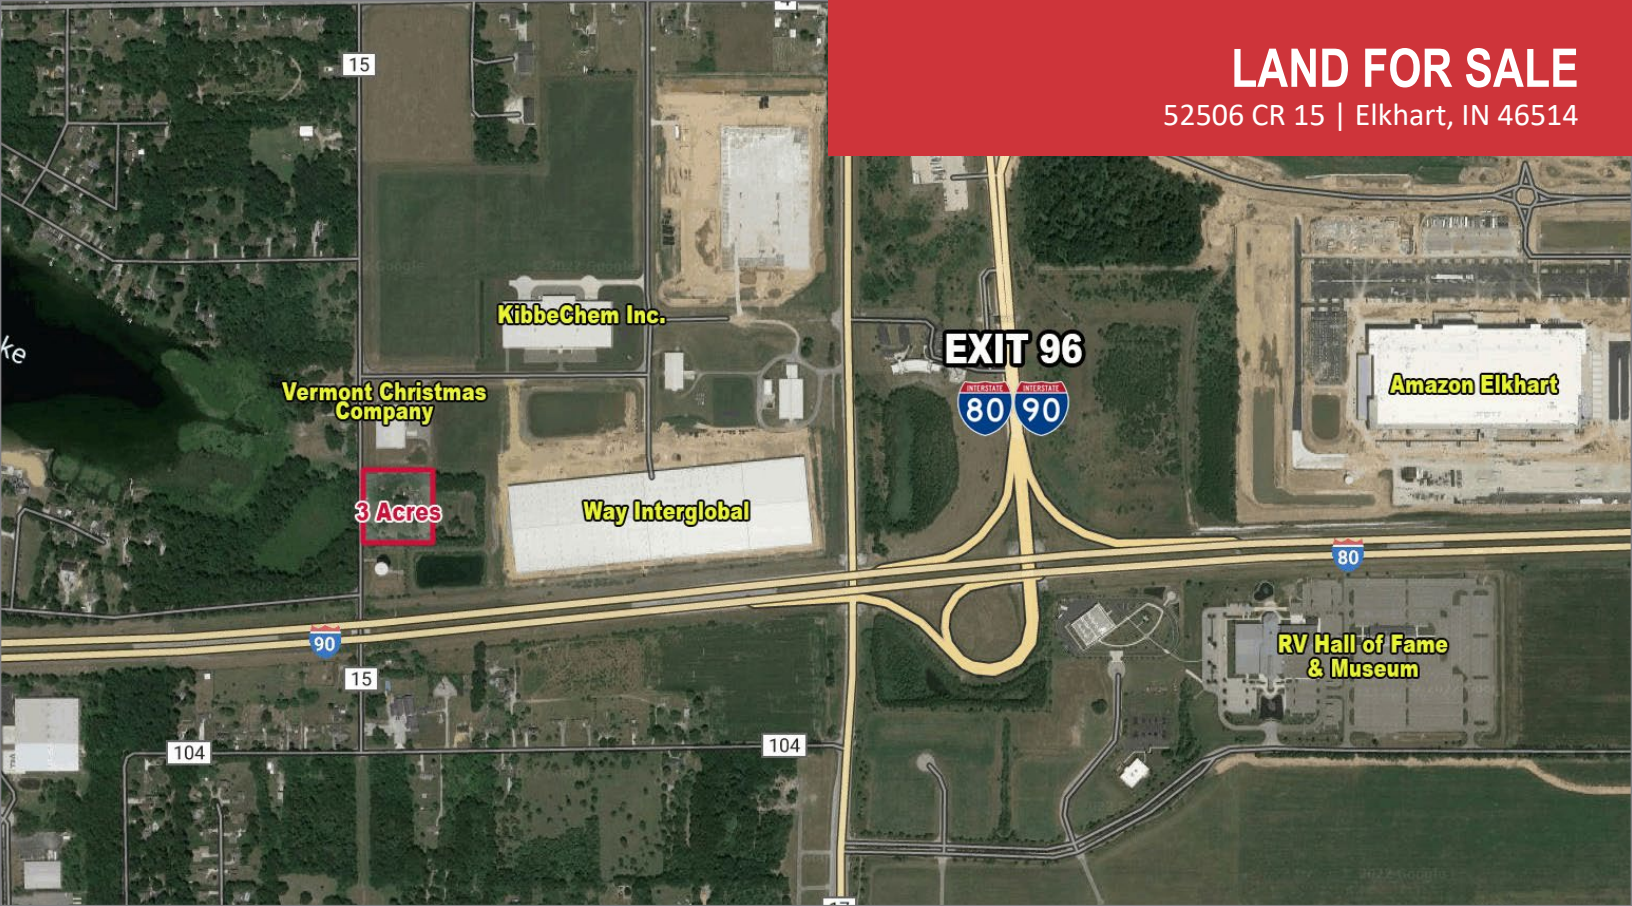 LAND FOR SALE
52506 CR 15 | Elkhart, IN 46514
15
KibbeChem Inc.
EXIT 96
INTERSTATE
80
INTERSTATE
90
ke
Vermont Christmas
Company
Amazon Elkhart
3 Acres
Way Interglobal
80
90
RV Hall of Fame
& Museum
15
104
104